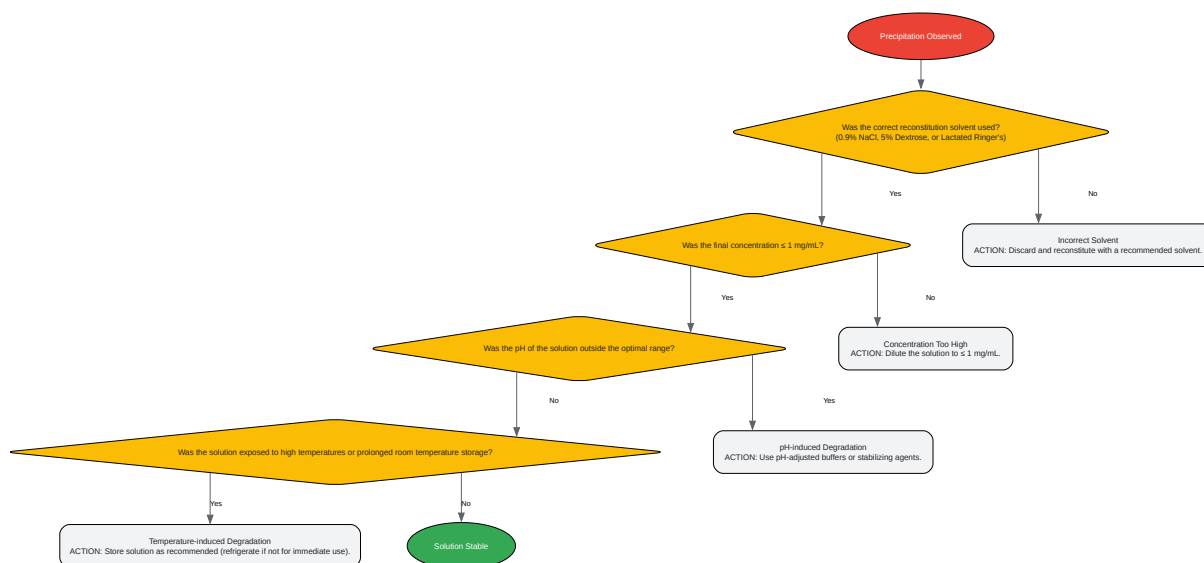 Precipitation Observed
Was the correct reconstitution solvent used?
(0.9% NaCl, 5% Dextrose, or Lactated Ringer's)
Yes
No
Incorrect Solvent
ACTION: Discard and reconstitute with a recommended solvent.
Was the final concentration ≤ 1 mg/mL?
Yes
No
Concentration Too High
ACTION: Dilute the solution to ≤ 1 mg/mL.
Was the pH of the solution outside the optimal range?
No
Yes
pH-induced Degradation
ACTION: Use pH-adjusted buffers or stabilizing agents.
Was the solution exposed to high temperatures or prolonged room temperature storage?
Yes
No
Temperature-induced Degradation
ACTION: Store solution as recommended (refrigerate if not for immediate use).
Solution Stable